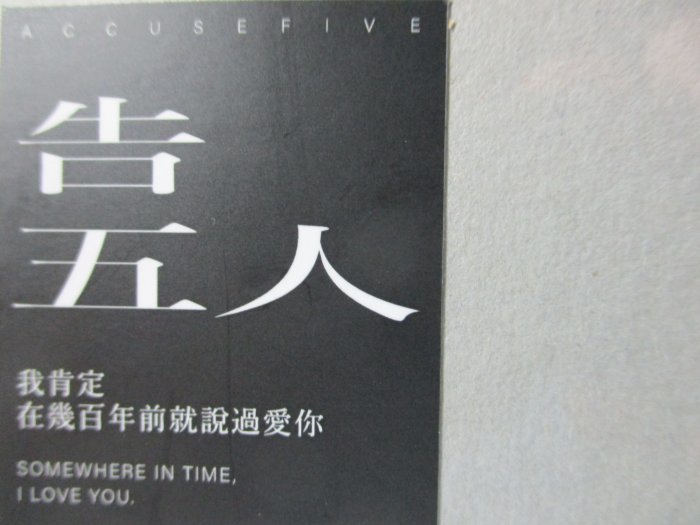 ACCUSEFIVE
告
五人
我肯定
在幾百年前就說過愛你
SOMEWHERE IN TIME,
I LOVE YOU.